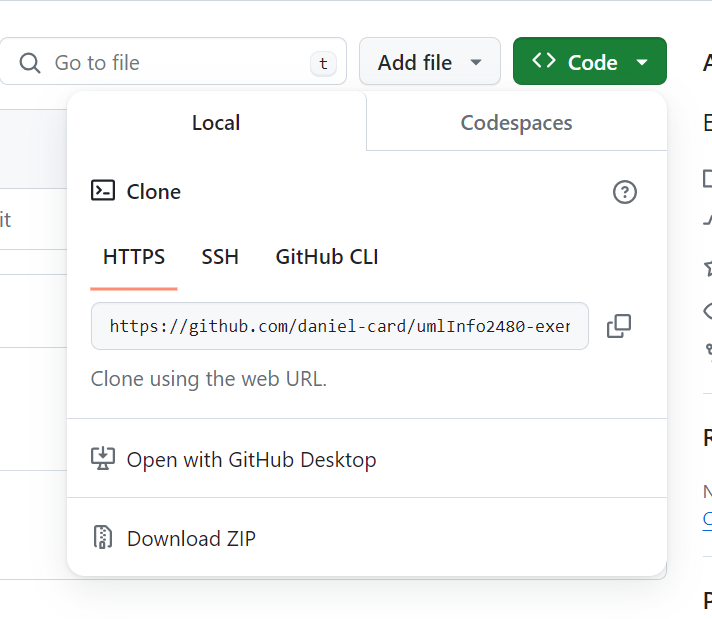 Go to file t Add file Code
Local Codespaces
Clone
it
HTTPS SSH GitHub CLI
https://github.com/daniel-card/umlInfo2480-exer
Clone using the web URL.
Open with GitHub Desktop
Download ZIP